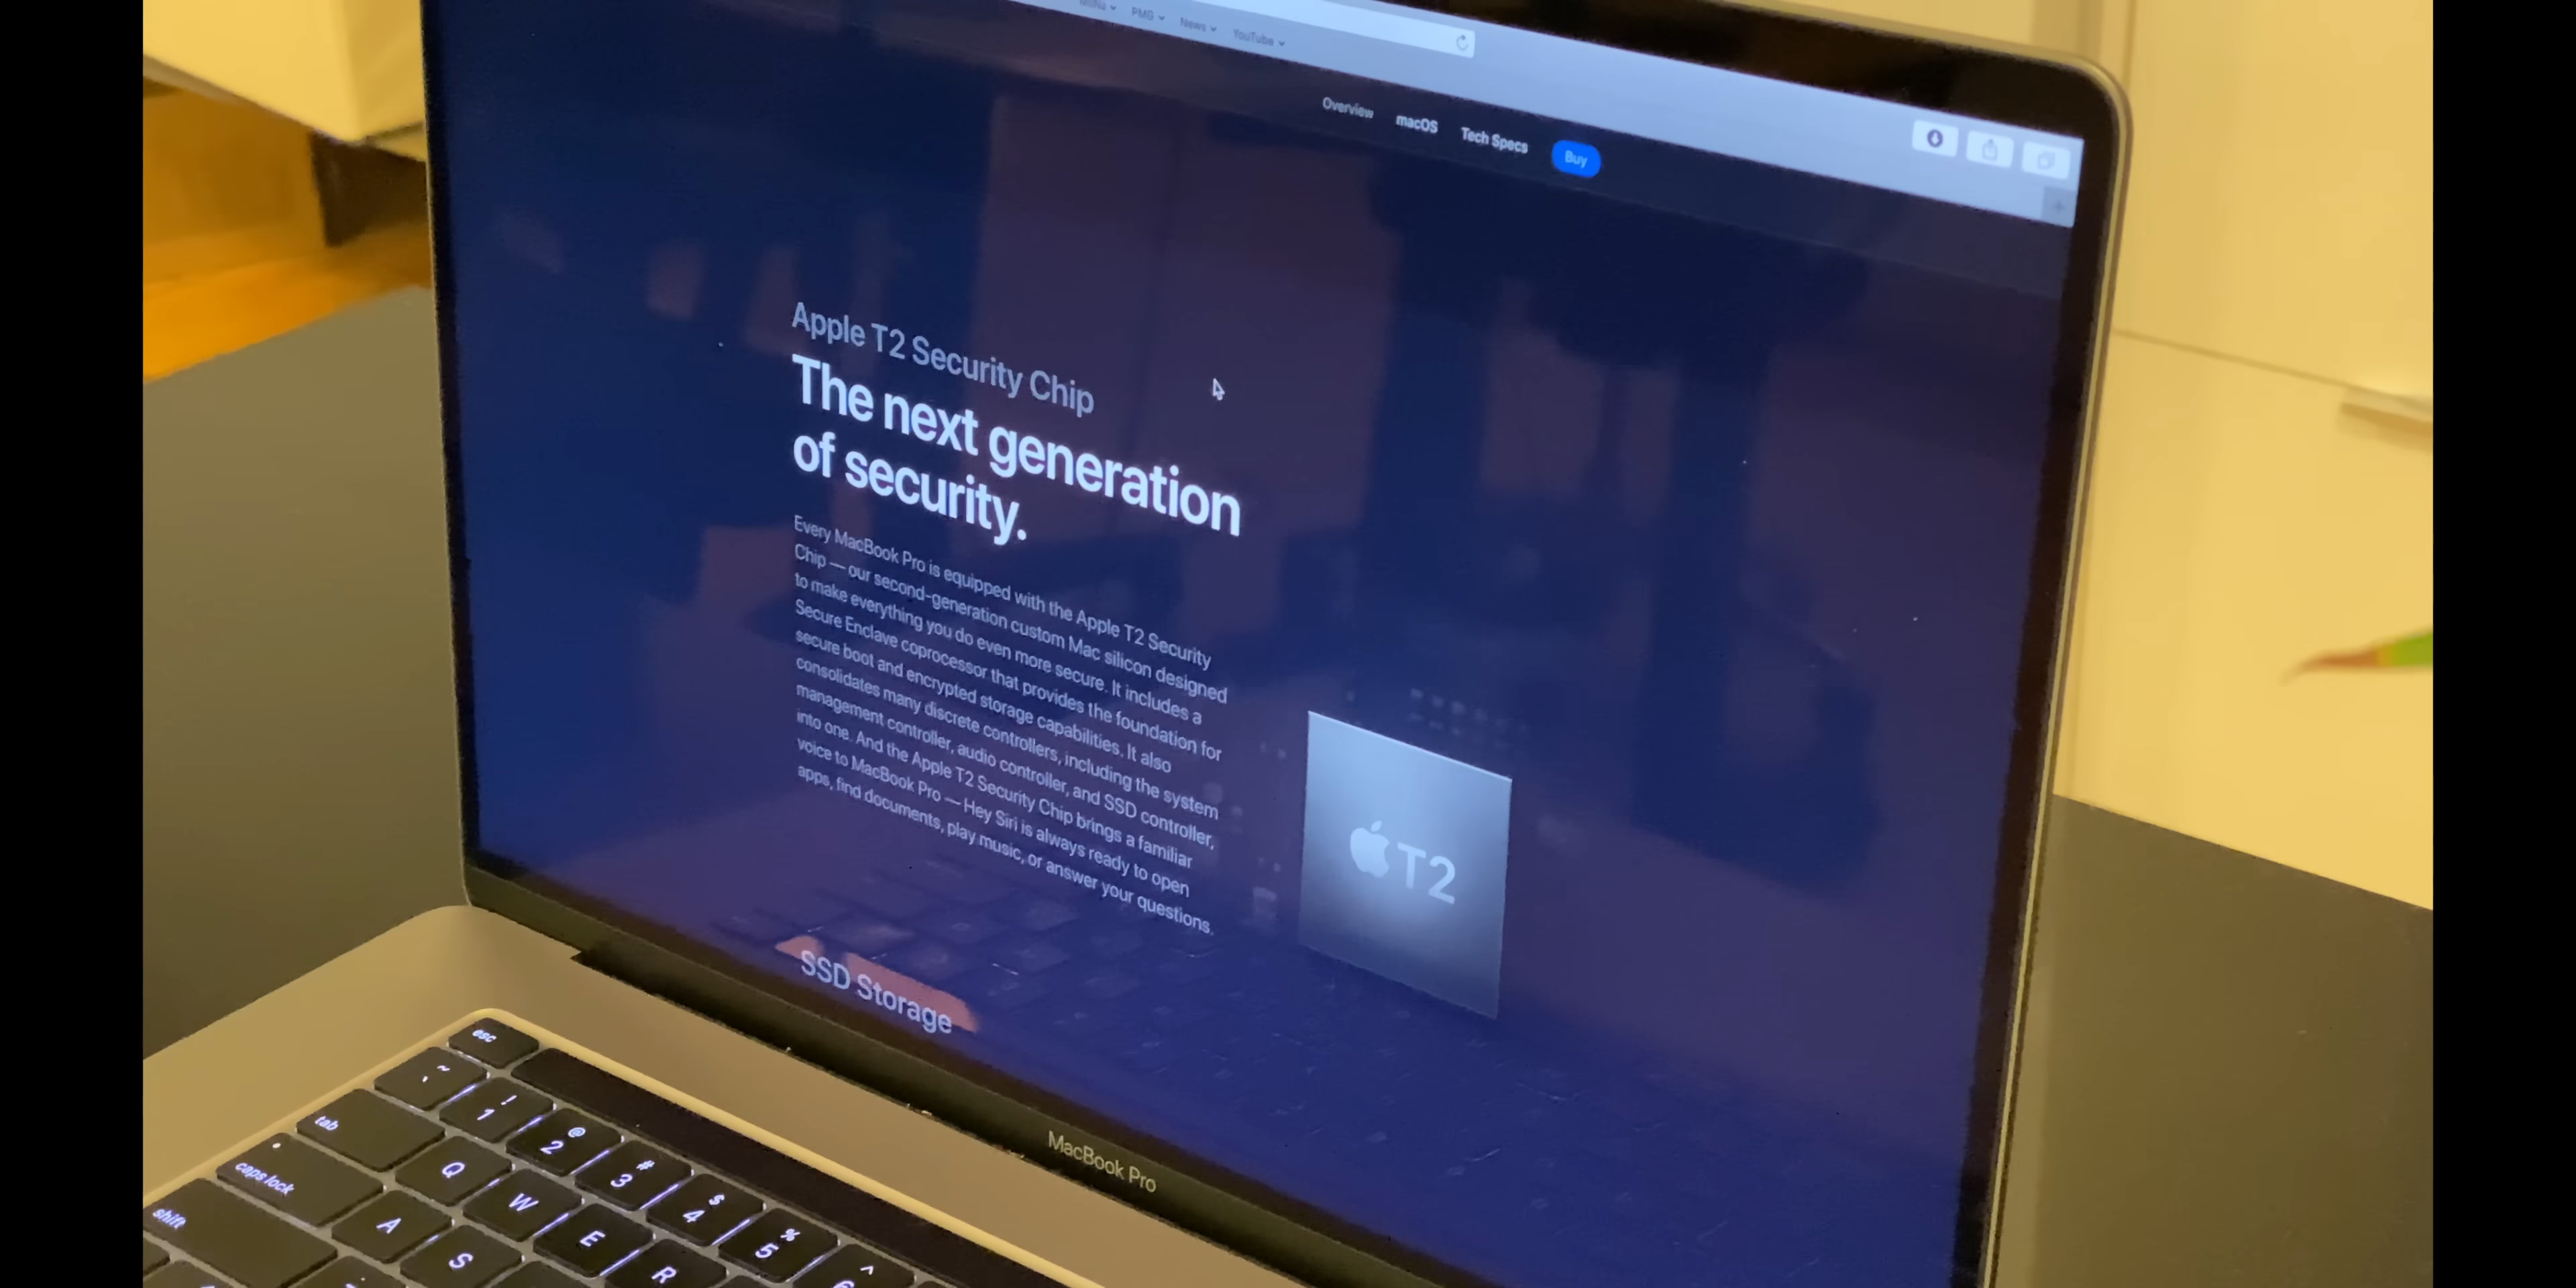 PMG News YouTube
Overview macOS Tech Specs Buy
Apple T2 Security Chip
The next generation
of security.
Every MacBook Pro is equipped with the Apple T2 Security
Chip — our second-generation custom Mac silicon designed
to make everything you do even more secure. It includes a
Secure Enclave coprocessor that provides the foundation for
secure boot and encrypted storage capabilities. It also
consolidates many discrete controllers, including the system
management controller, audio controller, and SSD controller,
into one. And the Apple T2 Security Chip brings a familiar
voice to MacBook Pro — Hey Siri is always ready to open
apps, find documents, play music, or answer your questions.
T2
SSD Storage
MacBook Pro
esc
~ `
! 1
@ 2
# 3
$ 4
% 5
^ 6
tab
Q
W
E
R
caps lock
A
S
shift